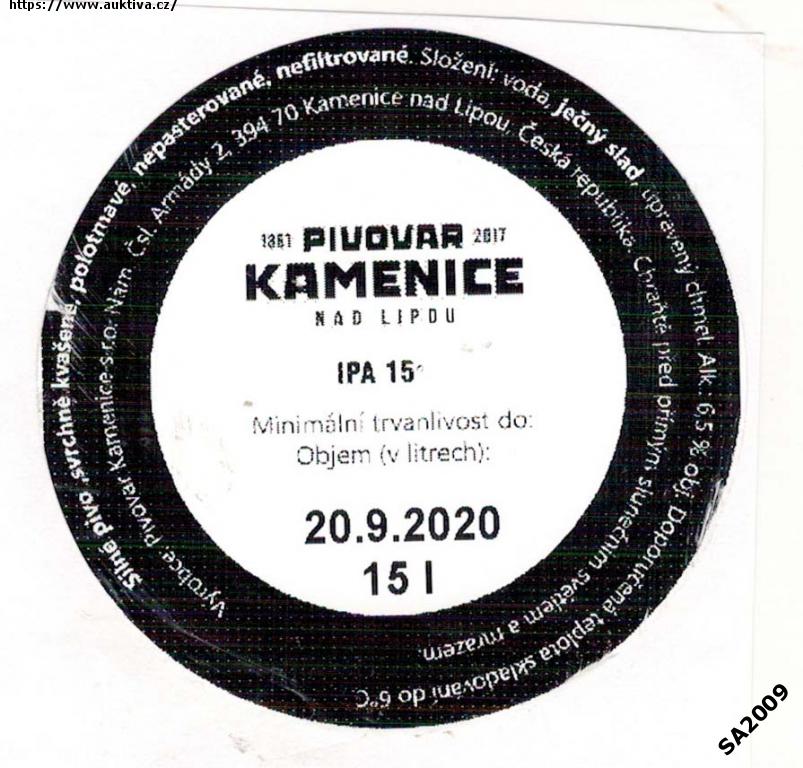 https://www.auktiva.cz/
Silné pivo, svrchně kvašené, polotmavé, nepasterované, nefiltrované. Složení: voda, ječný slad, upravený chmel. Alk.: 6,5 % obj. Doporučená teplota skladování do 6°C
Výrobce: Pivovar Kamenice s.r.o. Nám. Čsl. Armády 2, 394 70 Kamenice nad Lipou, Česká republika. Chraňte před přímým slunečním světlem a mrazem.
1861 PIVOVAR 2017
KAMENICE
NAD LIPOU
IPA 15°
Minimální trvanlivost do:
Objem (v litrech):
20.9.2020
15 l
SA2009